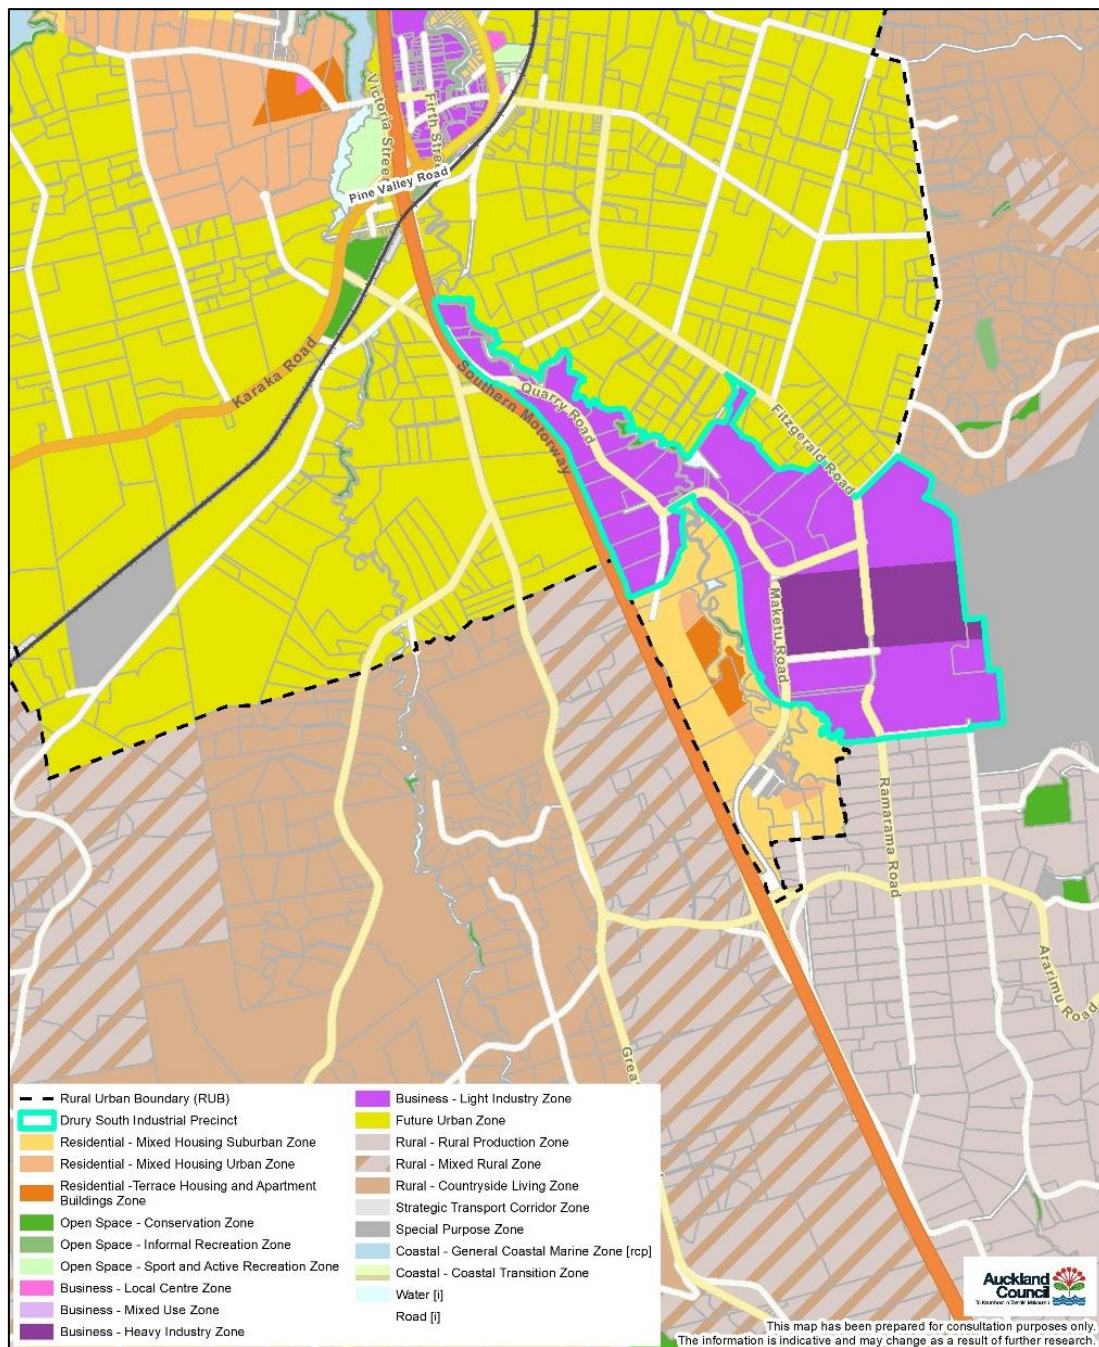 Victoria Street
Firth Stre
Pine Valley Road
Karaka Road
Southern Motorway
Quarry Road
Fitzgerald Road
Maketu Road
Ramarama Road
Ararimu Road
Grea
Rural Urban Boundary (RUB)
Drury South Industrial Precinct
Residential - Mixed Housing Suburban Zone
Residential - Mixed Housing Urban Zone
Residential -Terrace Housing and Apartment
Buildings Zone
Open Space - Conservation Zone
Open Space - Informal Recreation Zone
Open Space - Sport and Active Recreation Zone
Business - Local Centre Zone
Business - Mixed Use Zone
Business - Heavy Industry Zone
Business - Light Industry Zone
Future Urban Zone
Rural - Rural Production Zone
Rural - Mixed Rural Zone
Rural - Countryside Living Zone
Strategic Transport Corridor Zone
Special Purpose Zone
Coastal - General Coastal Marine Zone [rcp]
Coastal - Coastal Transition Zone
Water [i]
Road [i]
Auckland
Council
Te Kaunihera o Tāmaki Makaurau
This map has been prepared for consultation purposes only.
The information is indicative and may change as a result of further research.